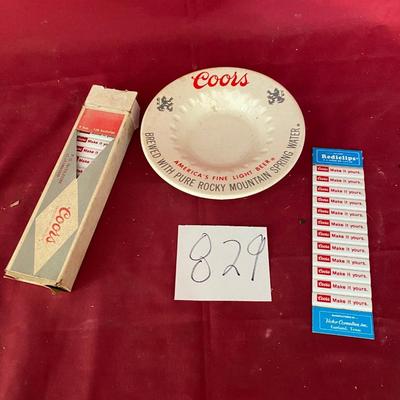 Coors
AMERICA'S FINE LIGHT BEER®
BREWED WITH PURE ROCKY MOUNTAIN SPRING WATER®
Coors
829
Rediclips
Coors Make it yours.
Coors Make it yours.
Coors Make it yours.
Coors Make it yours.
Coors Make it yours.
Coors Make it yours.
Coors Make it yours.
Coors Make it yours.
Coors Make it yours.
Coors Make it yours.
Coors Make it yours.
Coors Make it yours.
Texas